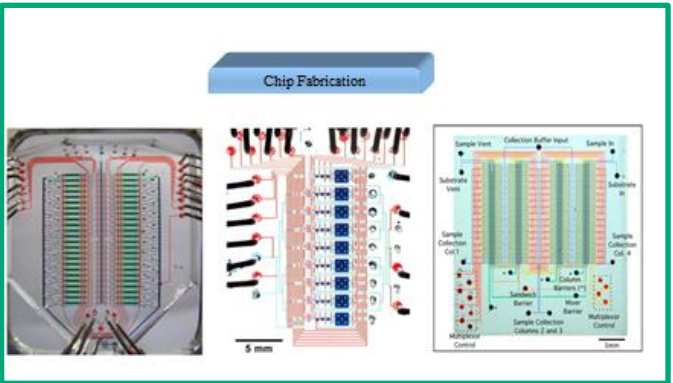 Chip Fabrication
5 mm
Sample Vent
Collection Buffer Input
Sample In
Substrate
Vent
Substrate
In
Sample
Collection
Col.1
Sample
Collection
Col. 4
Column
Barriers (*)
Sandwich
Barrier
Mixer
Barrier
Multiplexor
Control
Sample Collection
Columns 2 and 3
Multiplexor
Control
5mm